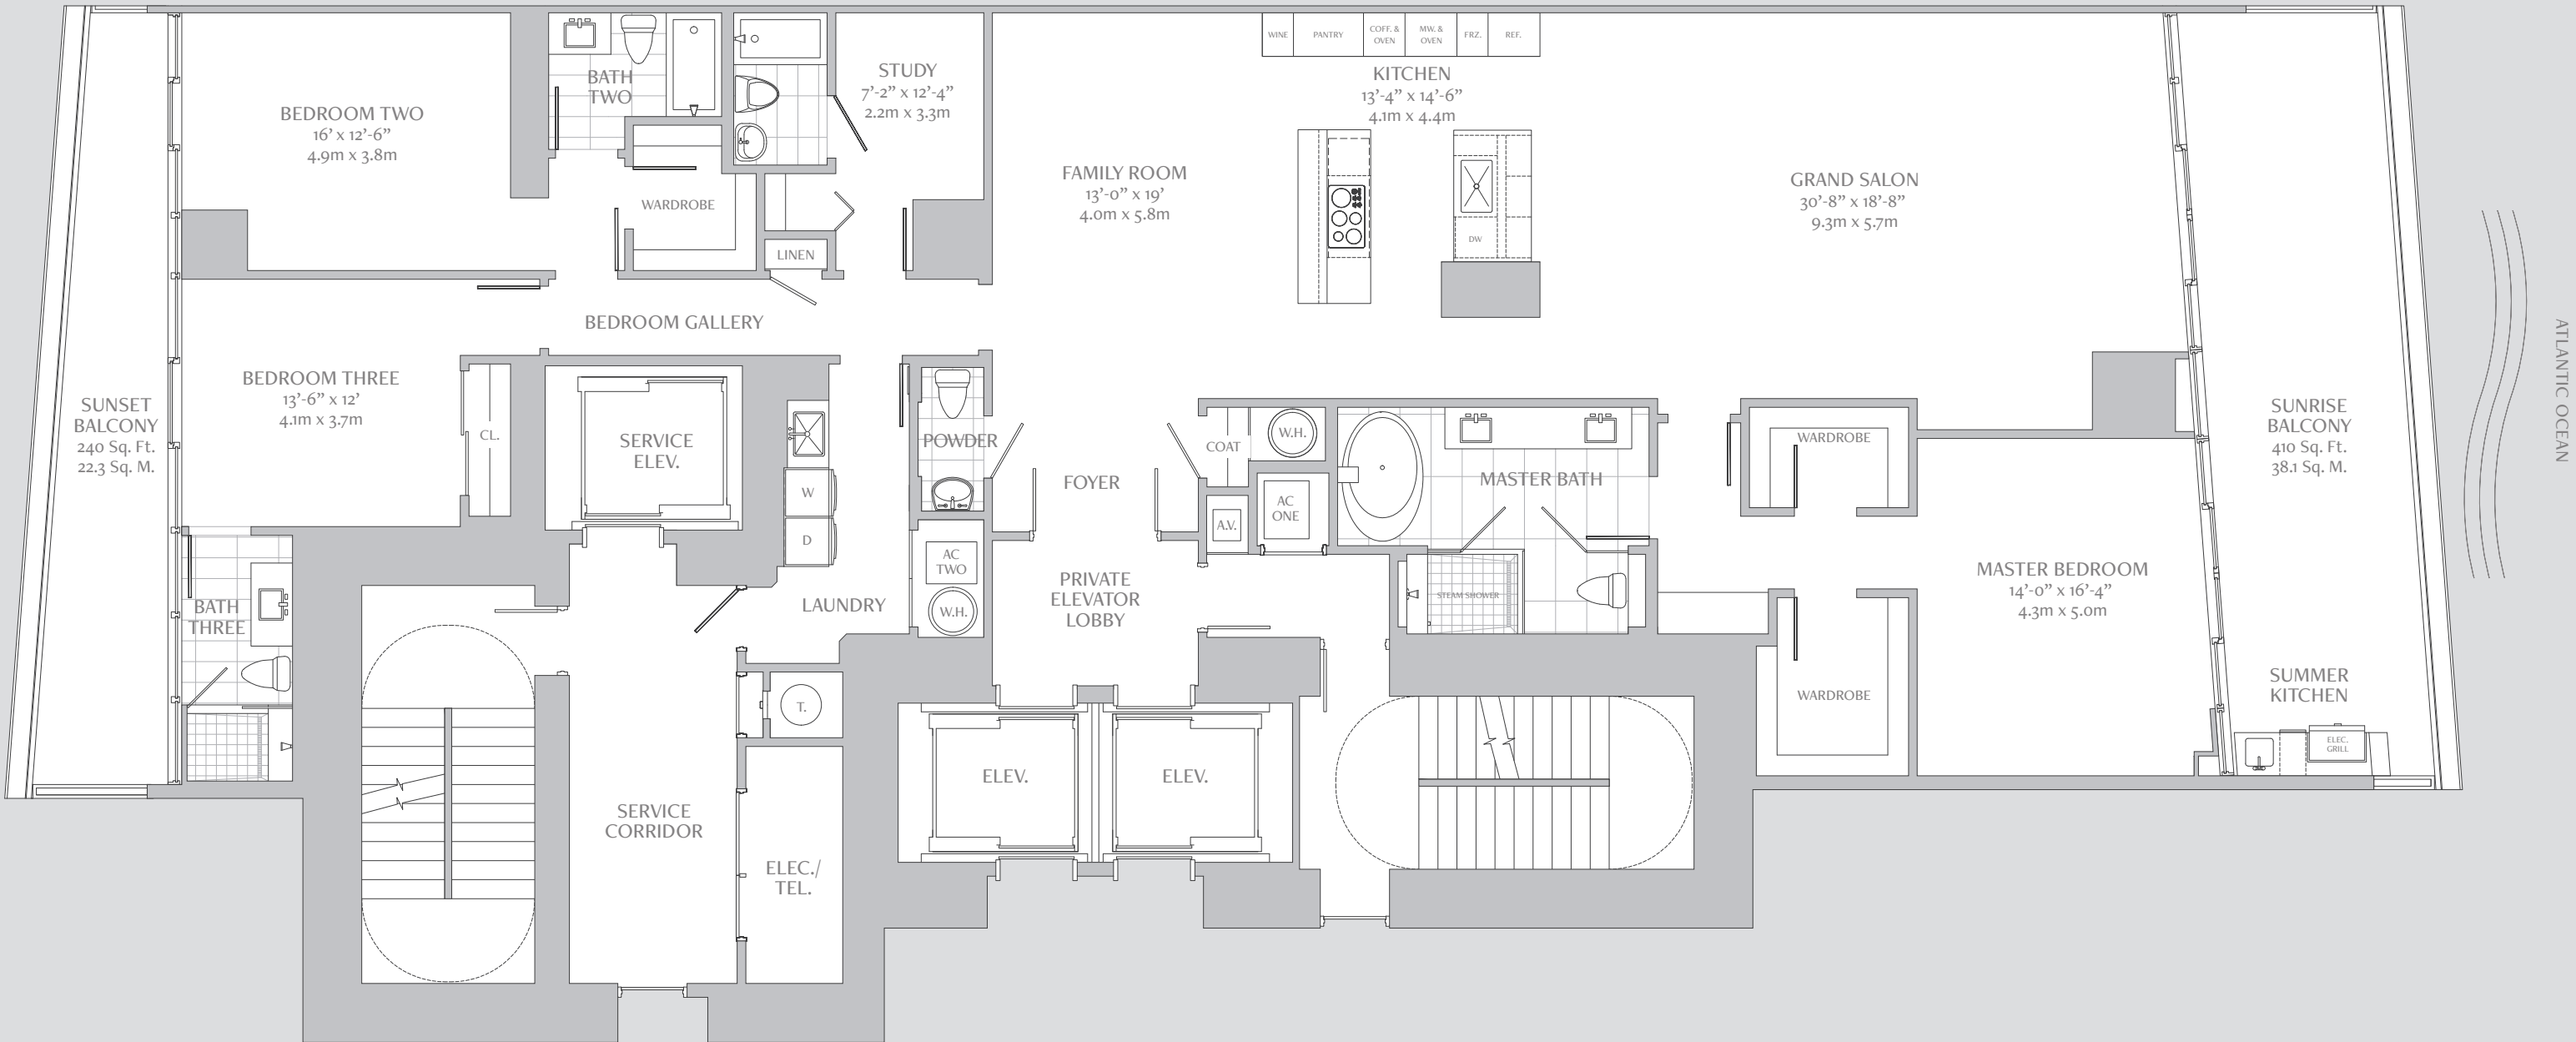 BEDROOM TWO
16' x 12'-6"
4.9m x 3.8m
BATH
TWO
STUDY
7'-2" x 12'-4"
2.2m x 3.3m
WARDROBE
LINEN
FAMILY ROOM
13'-0" x 19'
4.0m x 5.8m
WINE
PANTRY
COFF. &
OVEN
MW. &
OVEN
FRZ.
REF.
KITCHEN
13'-4" x 14'-6"
4.1m x 4.4m
DW
GRAND SALON
30'-8" x 18'-8"
9.3m x 5.7m
ATLANTIC OCEAN
BEDROOM GALLERY
SUNSET
BALCONY
240 Sq. Ft.
22.3 Sq. M.
BEDROOM THREE
13'-6" x 12'
4.1m x 3.7m
CL.
SERVICE
ELEV.
W
D
POWDER
FOYER
COAT
W.H.
A.V.
AC
ONE
MASTER BATH
STEAM SHOWER
WARDROBE
SUNRISE
BALCONY
410 Sq. Ft.
38.1 Sq. M.
BATH
THREE
LAUNDRY
AC
TWO
W.H.
PRIVATE
ELEVATOR
LOBBY
MASTER BEDROOM
14'-0" x 16'-4"
4.3m x 5.0m
WARDROBE
SUMMER
KITCHEN
ELEC.
GRILL
T.
SERVICE
CORRIDOR
ELEC./
TEL.
ELEV.
ELEV.